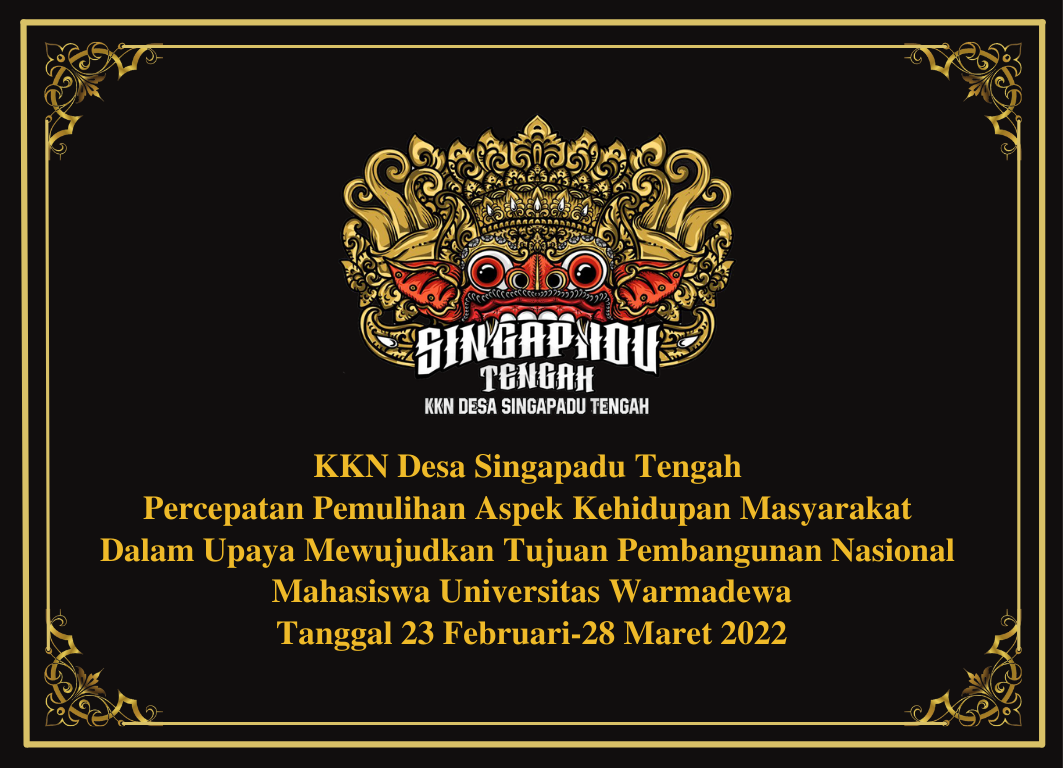 SINGAPADU
TENGAH
KKN DESA SINGAPADU TENGAH
KKN Desa Singapadu Tengah
Percepatan Pemulihan Aspek Kehidupan Masyarakat
Dalam Upaya Mewujudkan Tujuan Pembangunan Nasional
Mahasiswa Universitas Warmadewa
Tanggal 23 Februari-28 Maret 2022